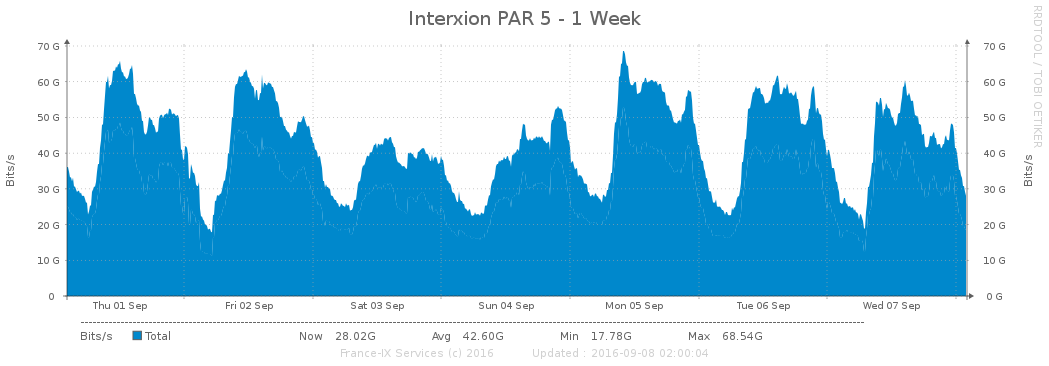 Interxion PAR 5 - 1 Week
RRDTOOL / TOBI OETIKER
Bits/s
70 G 70 G
60 G 60 G
50 G 50 G
40 G 40 G
30 G 30 G
20 G 20 G
10 G 10 G
0 0 G
Bits/s
Thu 01 Sep Fri 02 Sep Sat 03 Sep Sun 04 Sep Mon 05 Sep Tue 06 Sep Wed 07 Sep
Bits/s Total Now 28.02G Avg 42.60G Min 17.78G Max 68.54G
France-IX Services (c) 2016 Updated : 2016-09-08 02:00:04